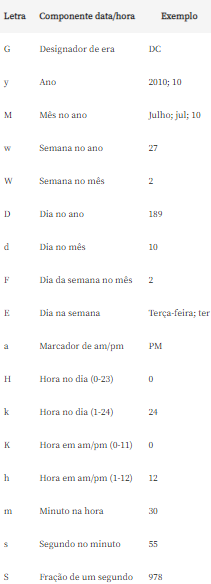 Letra Componente data/hora Exemplo
G Designador de era DC
y Ano 2010; 10
M Mês no ano Julho; jul; 10
w Semana no ano 27
W Semana no mês 2
D Dia no ano 189
d Dia no mês 10
F Dia da semana no mês 2
E Dia na semana Terça-feira; ter
a Marcador de am/pm PM
H Hora no dia (0-23) 0
k Hora no dia (1-24) 24
K Hora em am/pm (0-11) 0
h Hora em am/pm (1-12) 12
m Minuto na hora 30
s Segundo no minuto 55
S Fração de um segundo 978